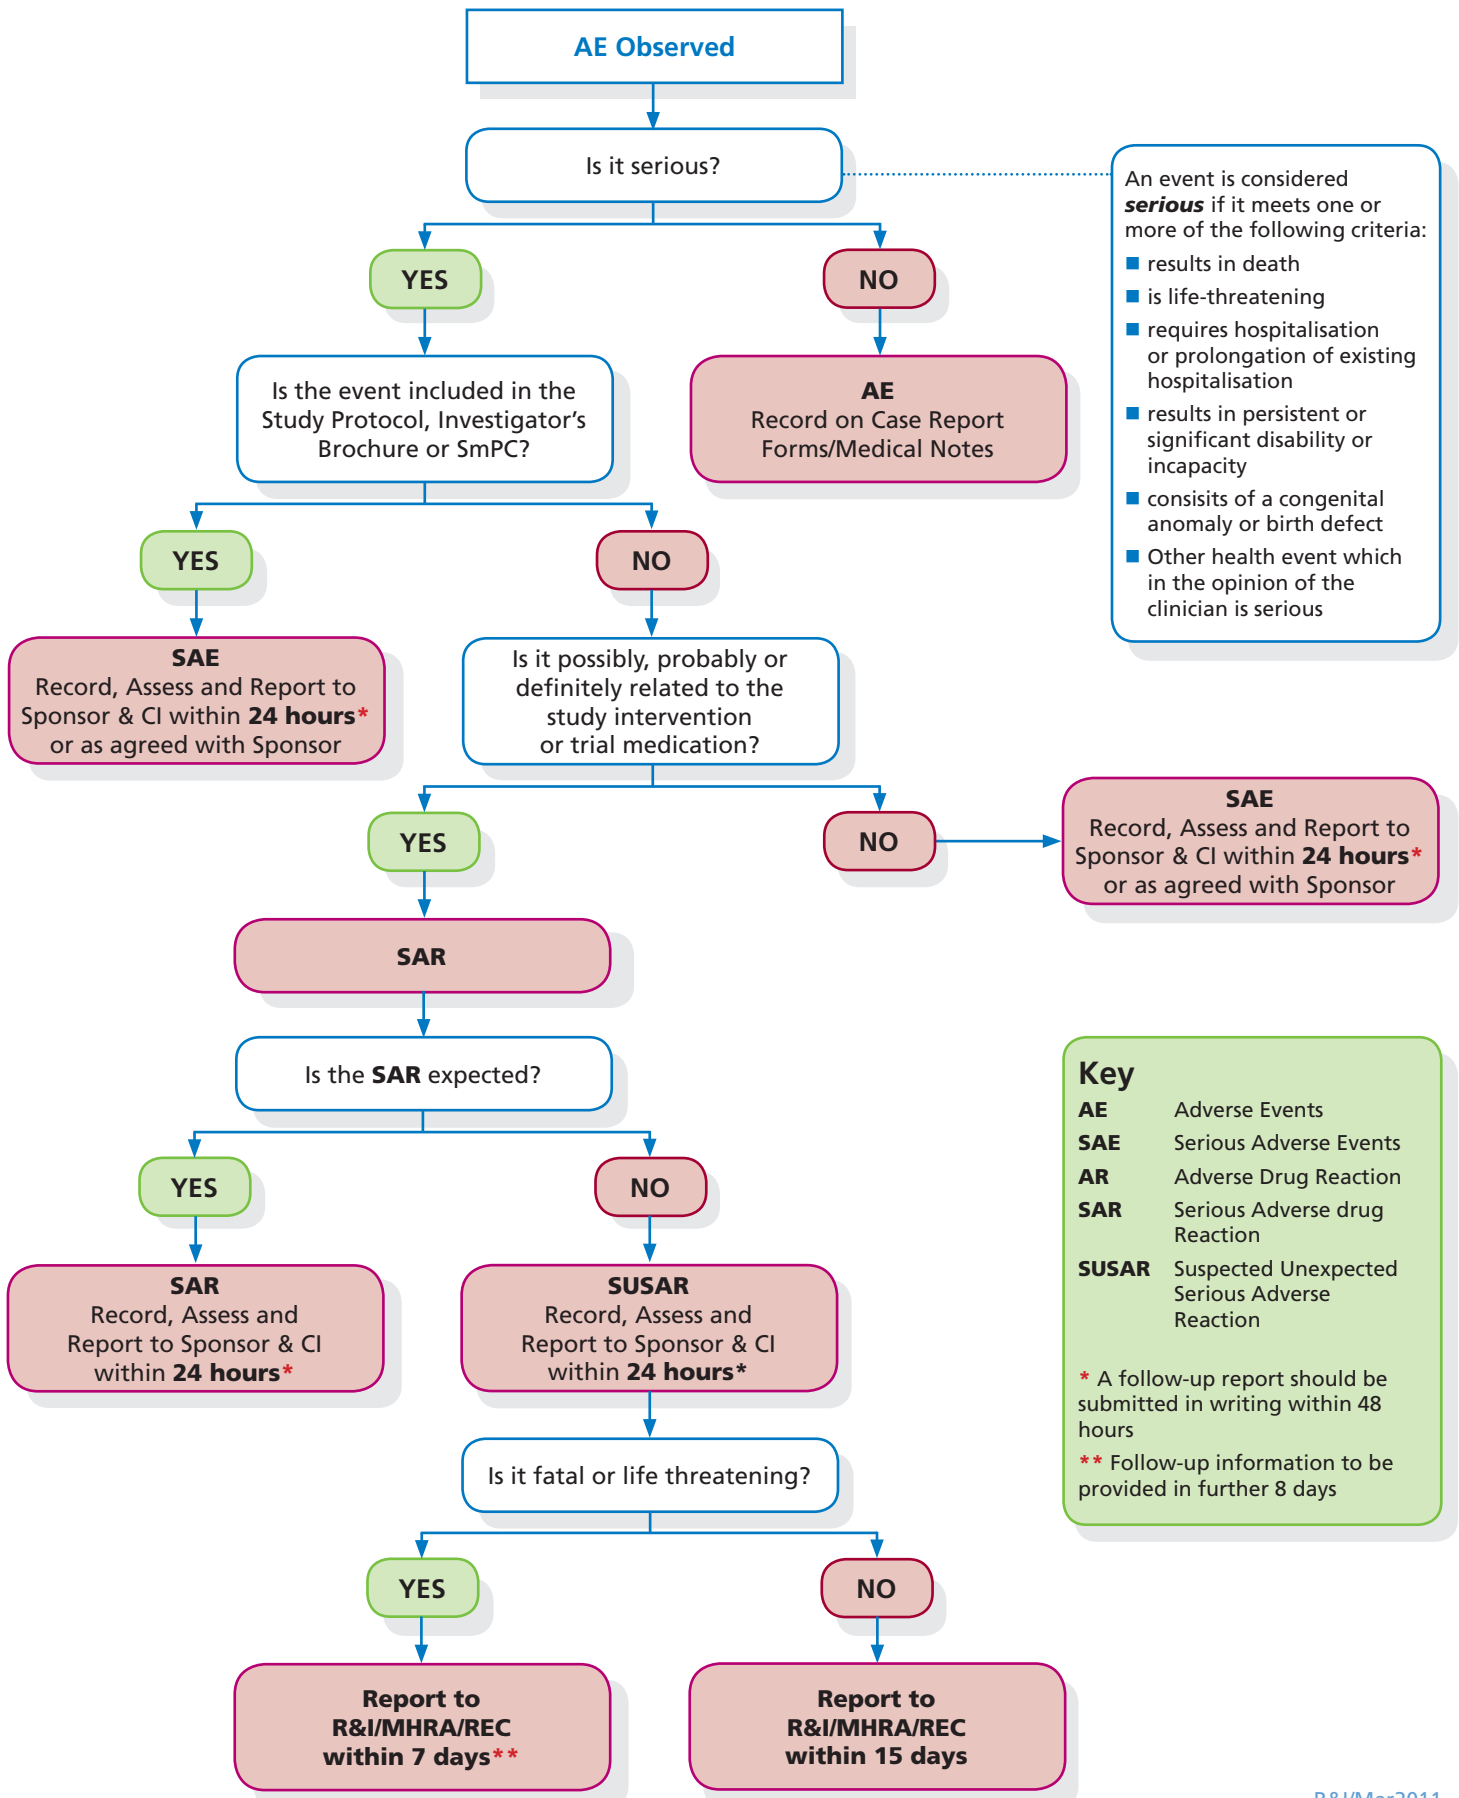 AE Observed
Is it serious?
An event is considered
serious if it meets one or
more of the following criteria:
results in death
is life-threatening
requires hospitalisation
or prolongation of existing
hospitalisation
results in persistent or
significant disability or
incapacity
consisits of a congenital
anomaly or birth defect
Other health event which
in the opinion of the
clinician is serious
YES
NO
Is the event included in the
Study Protocol, Investigator's
Brochure or SmPC?
AE
Record on Case Report
Forms/Medical Notes
YES
NO
SAE
Record, Assess and Report to
Sponsor & CI within 24 hours*
or as agreed with Sponsor
Is it possibly, probably or
definitely related to the
study intervention
or trial medication?
YES
NO
SAE
Record, Assess and Report to
Sponsor & CI within 24 hours*
or as agreed with Sponsor
SAR
Is the SAR expected?
YES
NO
SAR
Record, Assess and
Report to Sponsor & CI
within 24 hours*
SUSAR
Record, Assess and
Report to Sponsor & CI
within 24 hours*
Is it fatal or life threatening?
YES
NO
Report to
R&I/MHRA/REC
within 7 days**
Report to
R&I/MHRA/REC
within 15 days
Key
AE Adverse Events
SAE Serious Adverse Events
AR Adverse Drug Reaction
SAR Serious Adverse drug
Reaction
SUSAR Suspected Unexpected
Serious Adverse
Reaction
* A follow-up report should be
submitted in writing within 48
hours
** Follow-up information to be
provided in further 8 days
R&I/Mar2011